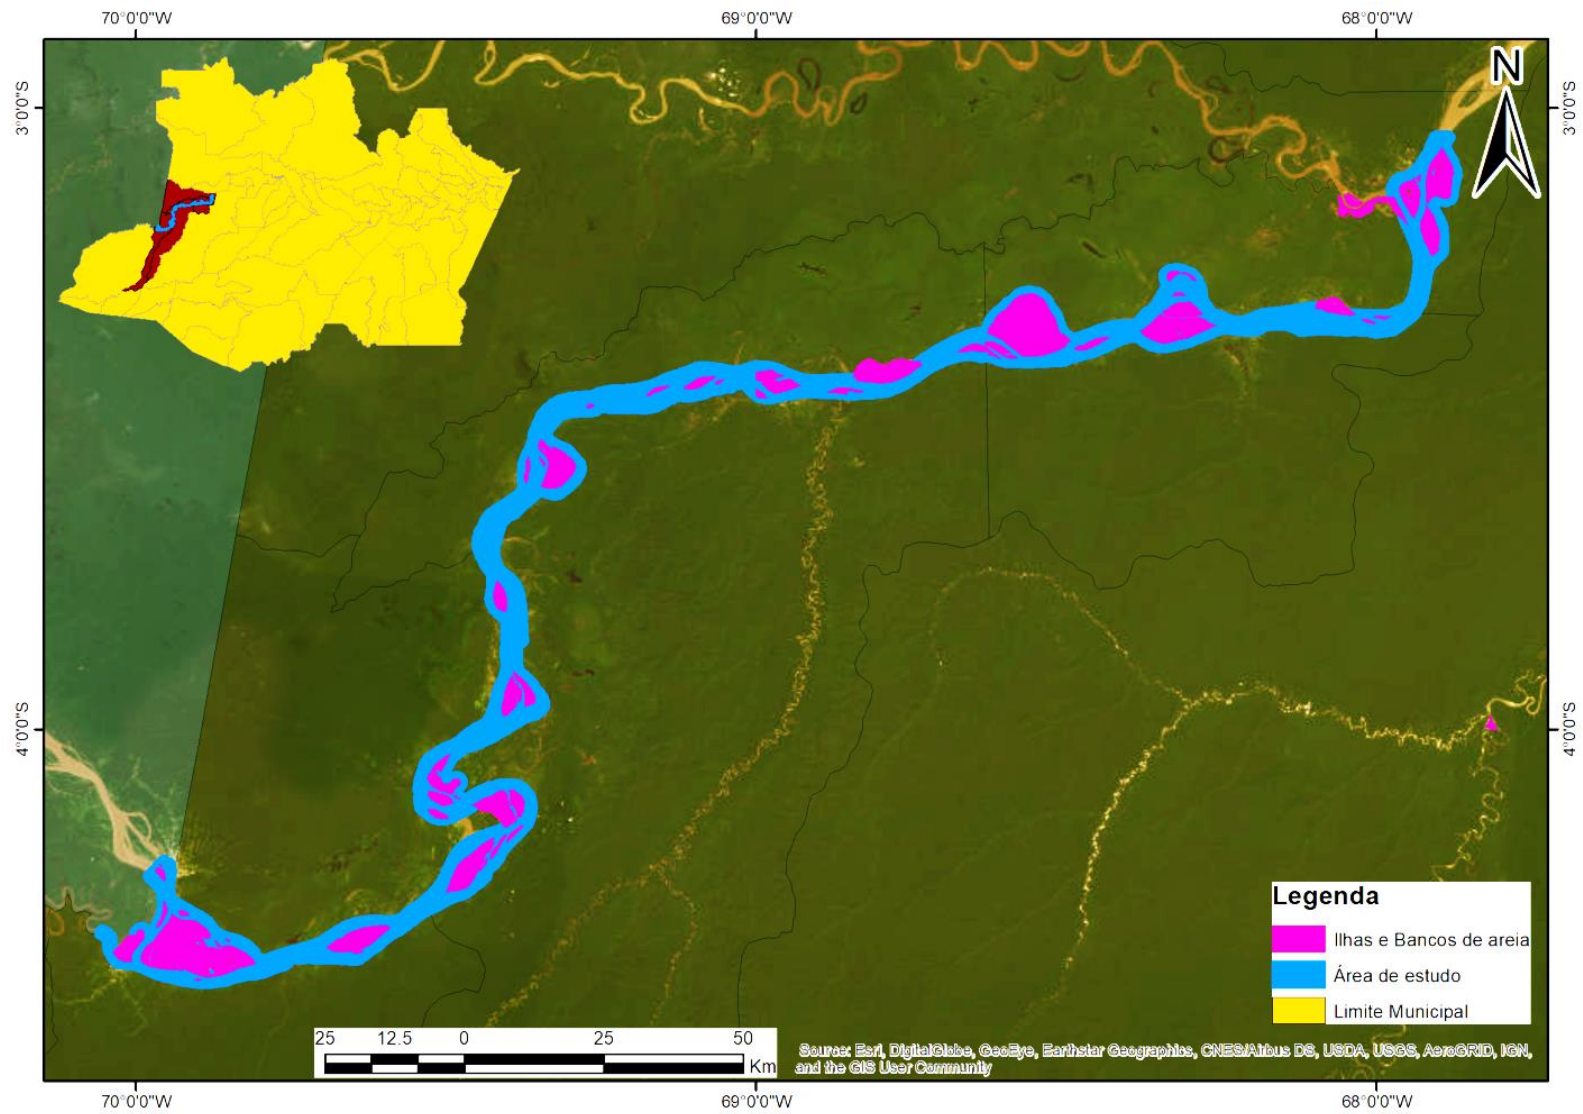 70°0'0"W 69°0'0"W 68°0'0"W
N
3°0'0"S 3°0'0"S
4°0'0"S 4°0'0"S
Legenda
Ilhas e Bancos de areia
Área de estudo
Limite Municipal
25 12.5 0 25 50
Km
Source: Esri, DigitalGlobe, GeoEye, Earthstar Geographics, CNES/Airbus DS, USDA, USGS, AeroGRID, IGN,
and the GIS User Community
70°0'0"W 69°0'0"W 68°0'0"W